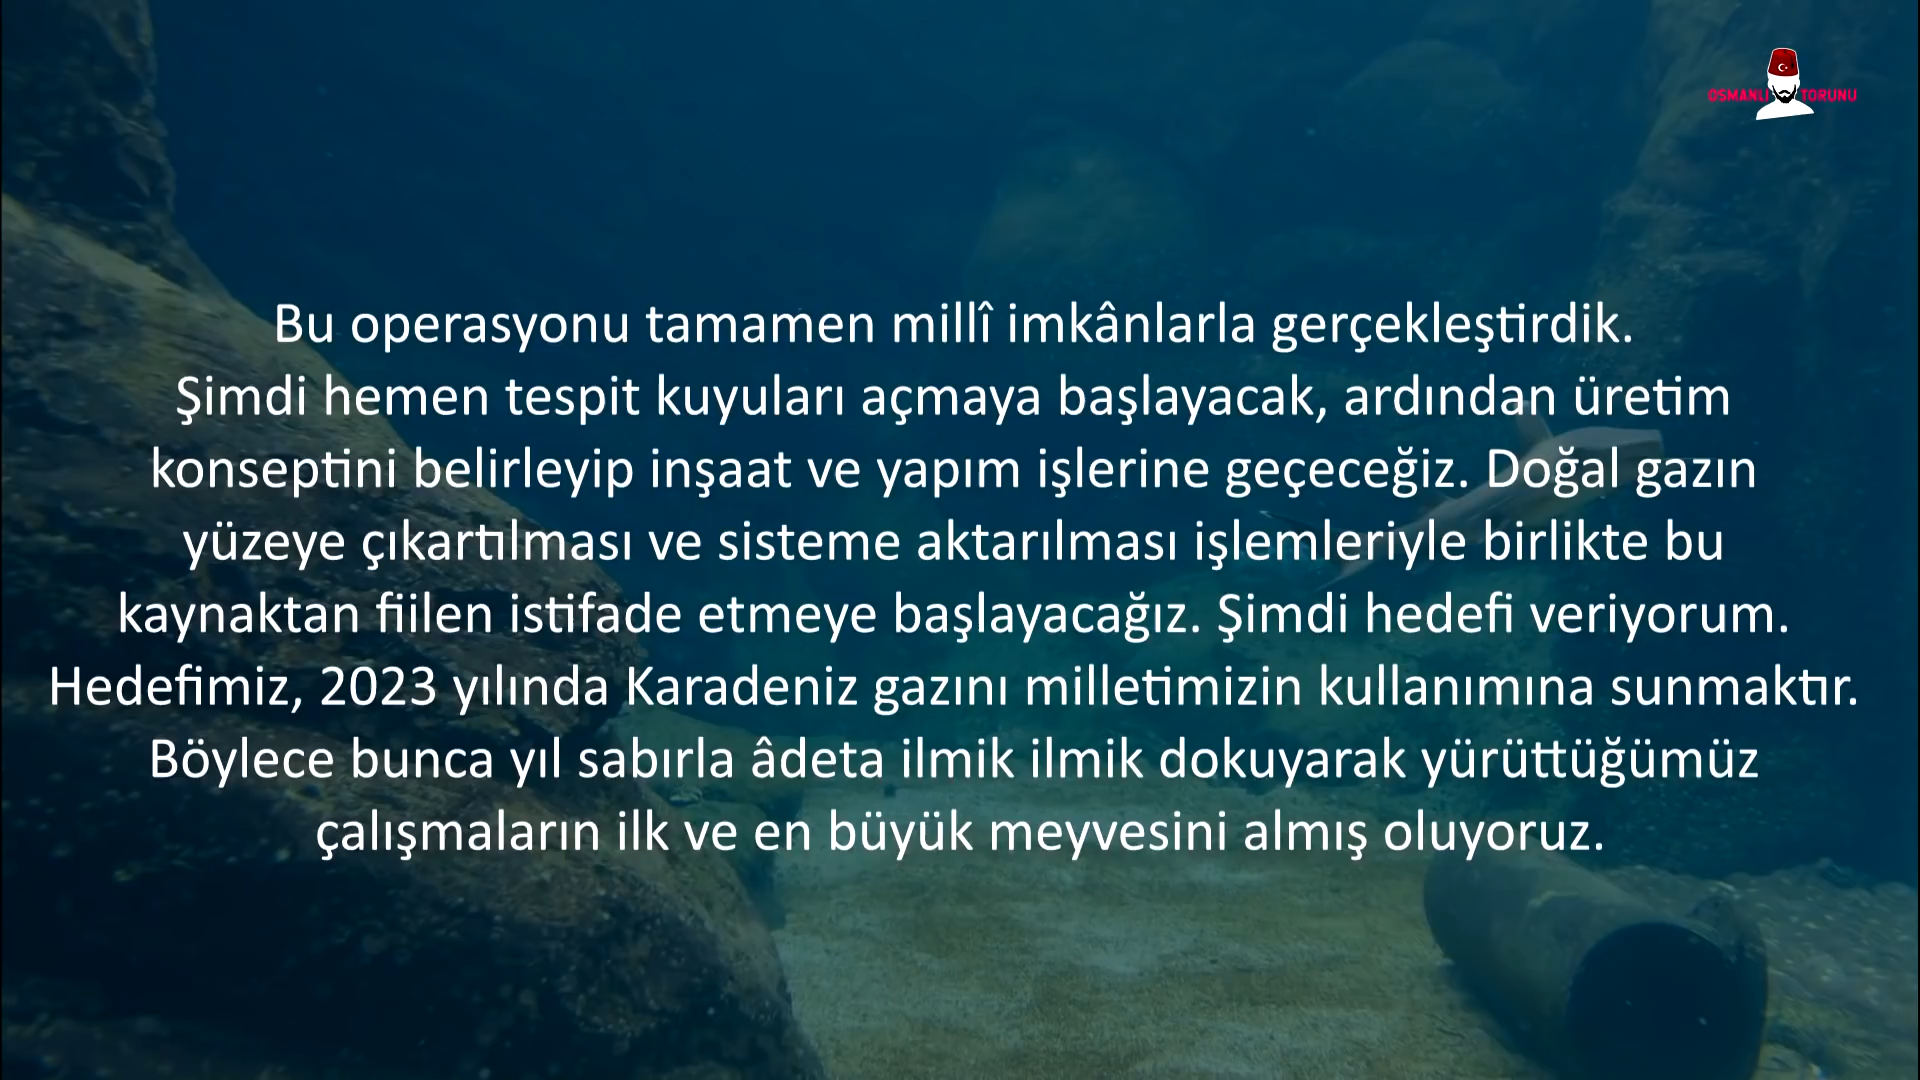 OSMANLI TORUNU
Bu operasyonu tamamen millî imkânlarla gerçekleştirdik.
Şimdi hemen tespit kuyuları açmaya başlayacak, ardından üretim
konseptini belirleyip inşaat ve yapım işlerine geçeceğiz. Doğal gazın
yüzeye çıkartılması ve sisteme aktarılması işlemleriyle birlikte bu
kaynaktan fiilen istifade etmeye başlayacağız. Şimdi hedefi veriyorum.
Hedefimiz, 2023 yılında Karadeniz gazını milletimizin kullanımına sunmaktır.
Böylece bunca yıl sabırla âdeta ilmik ilmik dokuyarak yürüttüğümüz
çalışmaların ilk ve en büyük meyvesini almış oluyoruz.